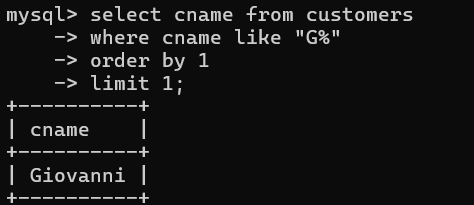 mysql> select cname from customers
    -> where cname like "G%"
    -> order by 1
    -> limit 1;
+----------+
| cname    |
+----------+
| Giovanni |
+----------+